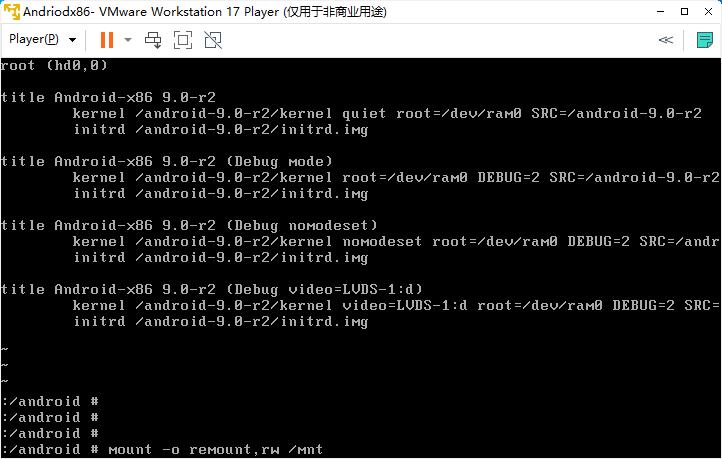 Andriodx86- VMware Workstation 17 Player (仅用于非商业用途)
Player(P)
root (hd0,0)
title Android-x86 9.0-r2
kernel /android-9.0-r2/kernel quiet root=/dev/ram0 SRC=/android-9.0-r2
initrd /android-9.0-r2/initrd.img
title Android-x86 9.0-r2 (Debug mode)
kernel /android-9.0-r2/kernel root=/dev/ram0 DEBUG=2 SRC=/android-9.0-r2
initrd /android-9.0-r2/initrd.img
title Android-x86 9.0-r2 (Debug nomodeset)
kernel /android-9.0-r2/kernel nomodeset root=/dev/ram0 DEBUG=2 SRC=/andr
initrd /android-9.0-r2/initrd.img
title Android-x86 9.0-r2 (Debug video=LVDS-1:d)
kernel /android-9.0-r2/kernel video=LVDS-1:d root=/dev/ram0 DEBUG=2 SRC=
initrd /android-9.0-r2/initrd.img
~
~
~
:/android #
:/android #
:/android #
:/android # mount -o remount,rw /mnt